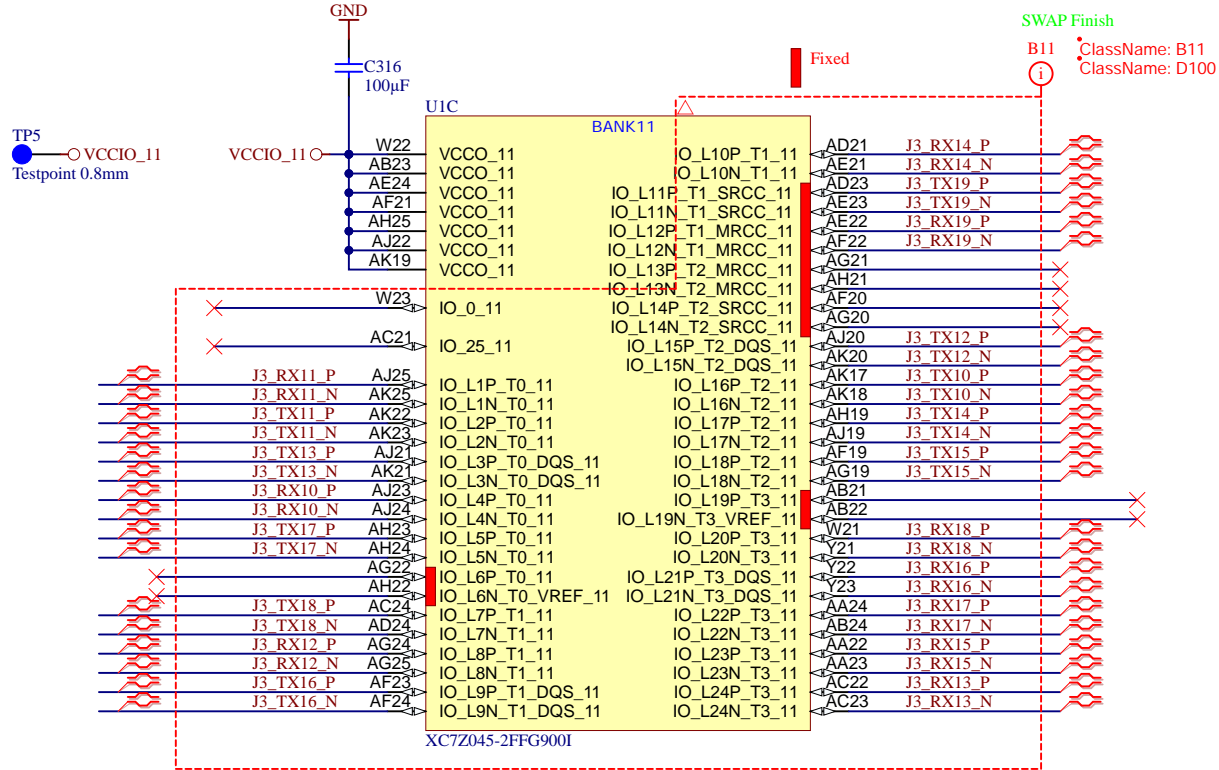 GND
C316
100µF
SWAP Finish
B11
i
ClassName: B11
ClassName: D100
Fixed
U1C
BANK11
TP5
VCCIO_11
Testpoint 0.8mm
VCCIO_11
W22 VCCO_11
AB23 VCCO_11
AE24 VCCO_11
AF21 VCCO_11
AH25 VCCO_11
AJ22 VCCO_11
AK19 VCCO_11
W23 IO_0_11
AC21 IO_25_11
J3_RX11_P AJ25 IO_L1P_T0_11
J3_RX11_N AK25 IO_L1N_T0_11
J3_TX11_P AK22 IO_L2P_T0_11
J3_TX11_N AK23 IO_L2N_T0_11
J3_TX13_P AJ21 IO_L3P_T0_DQS_11
J3_TX13_N AK21 IO_L3N_T0_DQS_11
J3_RX10_P AJ23 IO_L4P_T0_11
J3_RX10_N AJ24 IO_L4N_T0_11
J3_TX17_P AH23 IO_L5P_T0_11
J3_TX17_N AH24 IO_L5N_T0_11
AG22 IO_L6P_T0_11
AH22 IO_L6N_T0_VREF_11
J3_TX18_P AC24 IO_L7P_T1_11
J3_TX18_N AD24 IO_L7N_T1_11
J3_RX12_P AG24 IO_L8P_T1_11
J3_RX12_N AG25 IO_L8N_T1_11
J3_TX16_P AF23 IO_L9P_T1_DQS_11
J3_TX16_N AF24 IO_L9N_T1_DQS_11
IO_L10P_T1_11 AD21 J3_RX14_P
IO_L10N_T1_11 AE21 J3_RX14_N
IO_L11P_T1_SRCC_11 AD23 J3_TX19_P
IO_L11N_T1_SRCC_11 AE23 J3_TX19_N
IO_L12P_T1_MRCC_11 AE22 J3_RX19_P
IO_L12N_T1_MRCC_11 AF22 J3_RX19_N
IO_L13P_T2_MRCC_11 AG21
IO_L13N_T2_MRCC_11 AH21
IO_L14P_T2_SRCC_11 AF20
IO_L14N_T2_SRCC_11 AG20
IO_L15P_T2_DQS_11 AJ20 J3_TX12_P
IO_L15N_T2_DQS_11 AK20 J3_TX12_N
IO_L16P_T2_11 AK17 J3_TX10_P
IO_L16N_T2_11 AK18 J3_TX10_N
IO_L17P_T2_11 AH19 J3_TX14_P
IO_L17N_T2_11 AJ19 J3_TX14_N
IO_L18P_T2_11 AF19 J3_TX15_P
IO_L18N_T2_11 AG19 J3_TX15_N
IO_L19P_T3_11 AB21
IO_L19N_T3_VREF_11 AB22
IO_L20P_T3_11 W21 J3_RX18_P
IO_L20N_T3_11 Y21 J3_RX18_N
IO_L21P_T3_DQS_11 Y22 J3_RX16_P
IO_L21N_T3_DQS_11 Y23 J3_RX16_N
IO_L22P_T3_11 AA24 J3_RX17_P
IO_L22N_T3_11 AB24 J3_RX17_N
IO_L23P_T3_11 AA22 J3_RX15_P
IO_L23N_T3_11 AA23 J3_RX15_N
IO_L24P_T3_11 AC22 J3_RX13_P
IO_L24N_T3_11 AC23 J3_RX13_N
XC7Z045-2FFG900I